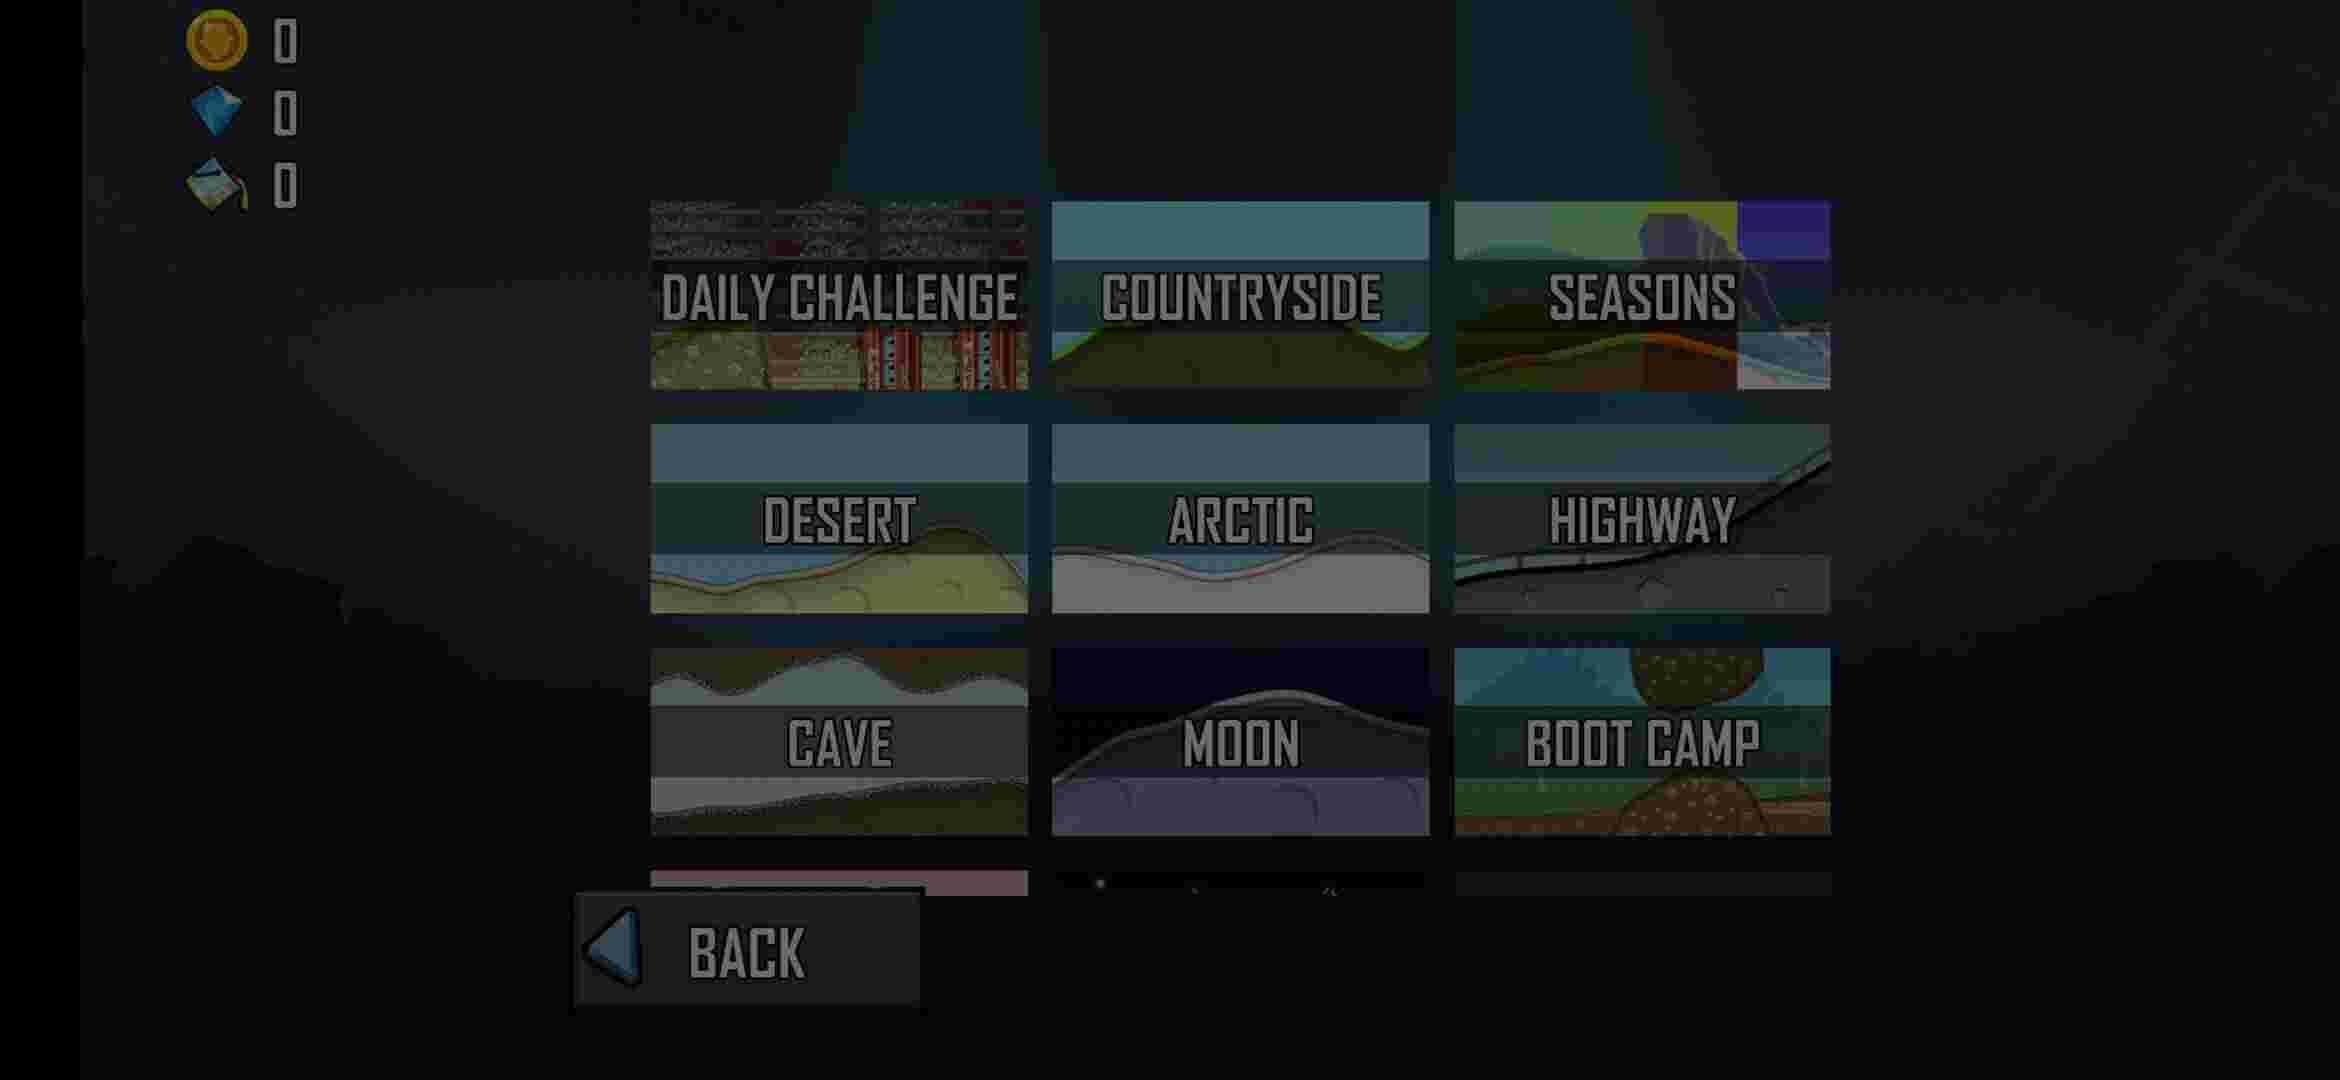 0
0
0
DAILY CHALLENGE
COUNTRYSIDE
SEASONS
DESERT
ARCTIC
HIGHWAY
CAVE
MOON
BOOT CAMP
BACK